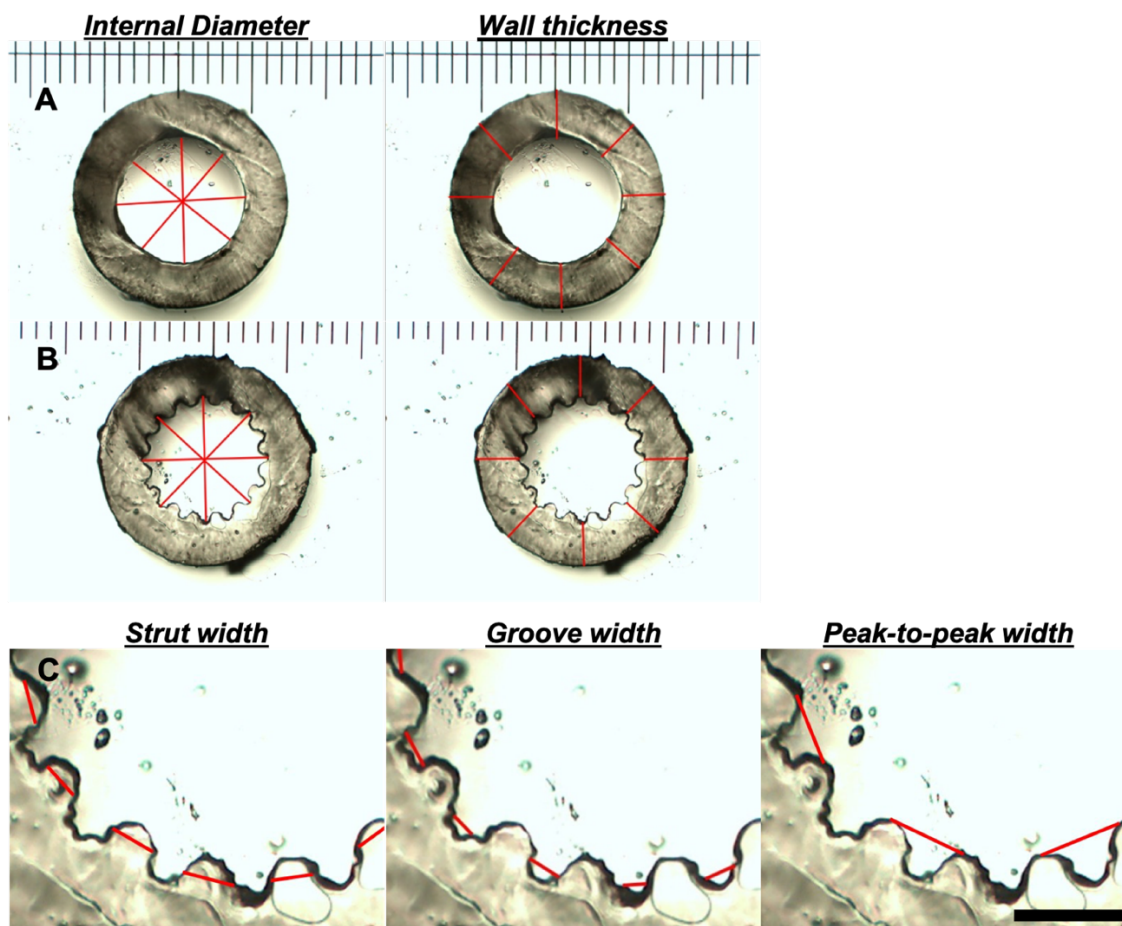 Internal Diameter Wall thickness
A
B
Strut width Groove width Peak-to-peak width
C